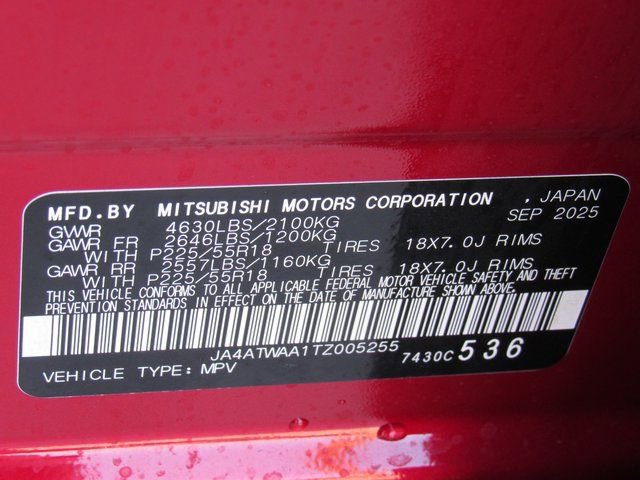 MFD.BY MITSUBISHI MOTORS CORPORATION , JAPAN
GVWR 4630LBS/2100KG SEP 2025
GAWR FR 2646LBS/1200KG
WITH P225/55R18 TIRES 18X7.0J RIMS
GAWR RR 2557LBS/1160KG
WITH P225/55R18 TIRES 18X7.0J RIMS
THIS VEHICLE CONFORMS TO ALL APPLICABLE FEDERAL MOTOR VEHICLE SAFETY AND THEFT
PREVENTION STANDARDS IN EFFECT ON THE DATE OF MANUFACTURE SHOWN ABOVE.
JA4ATWAA1TZ005255 7430C 536
VEHICLE TYPE:MPV